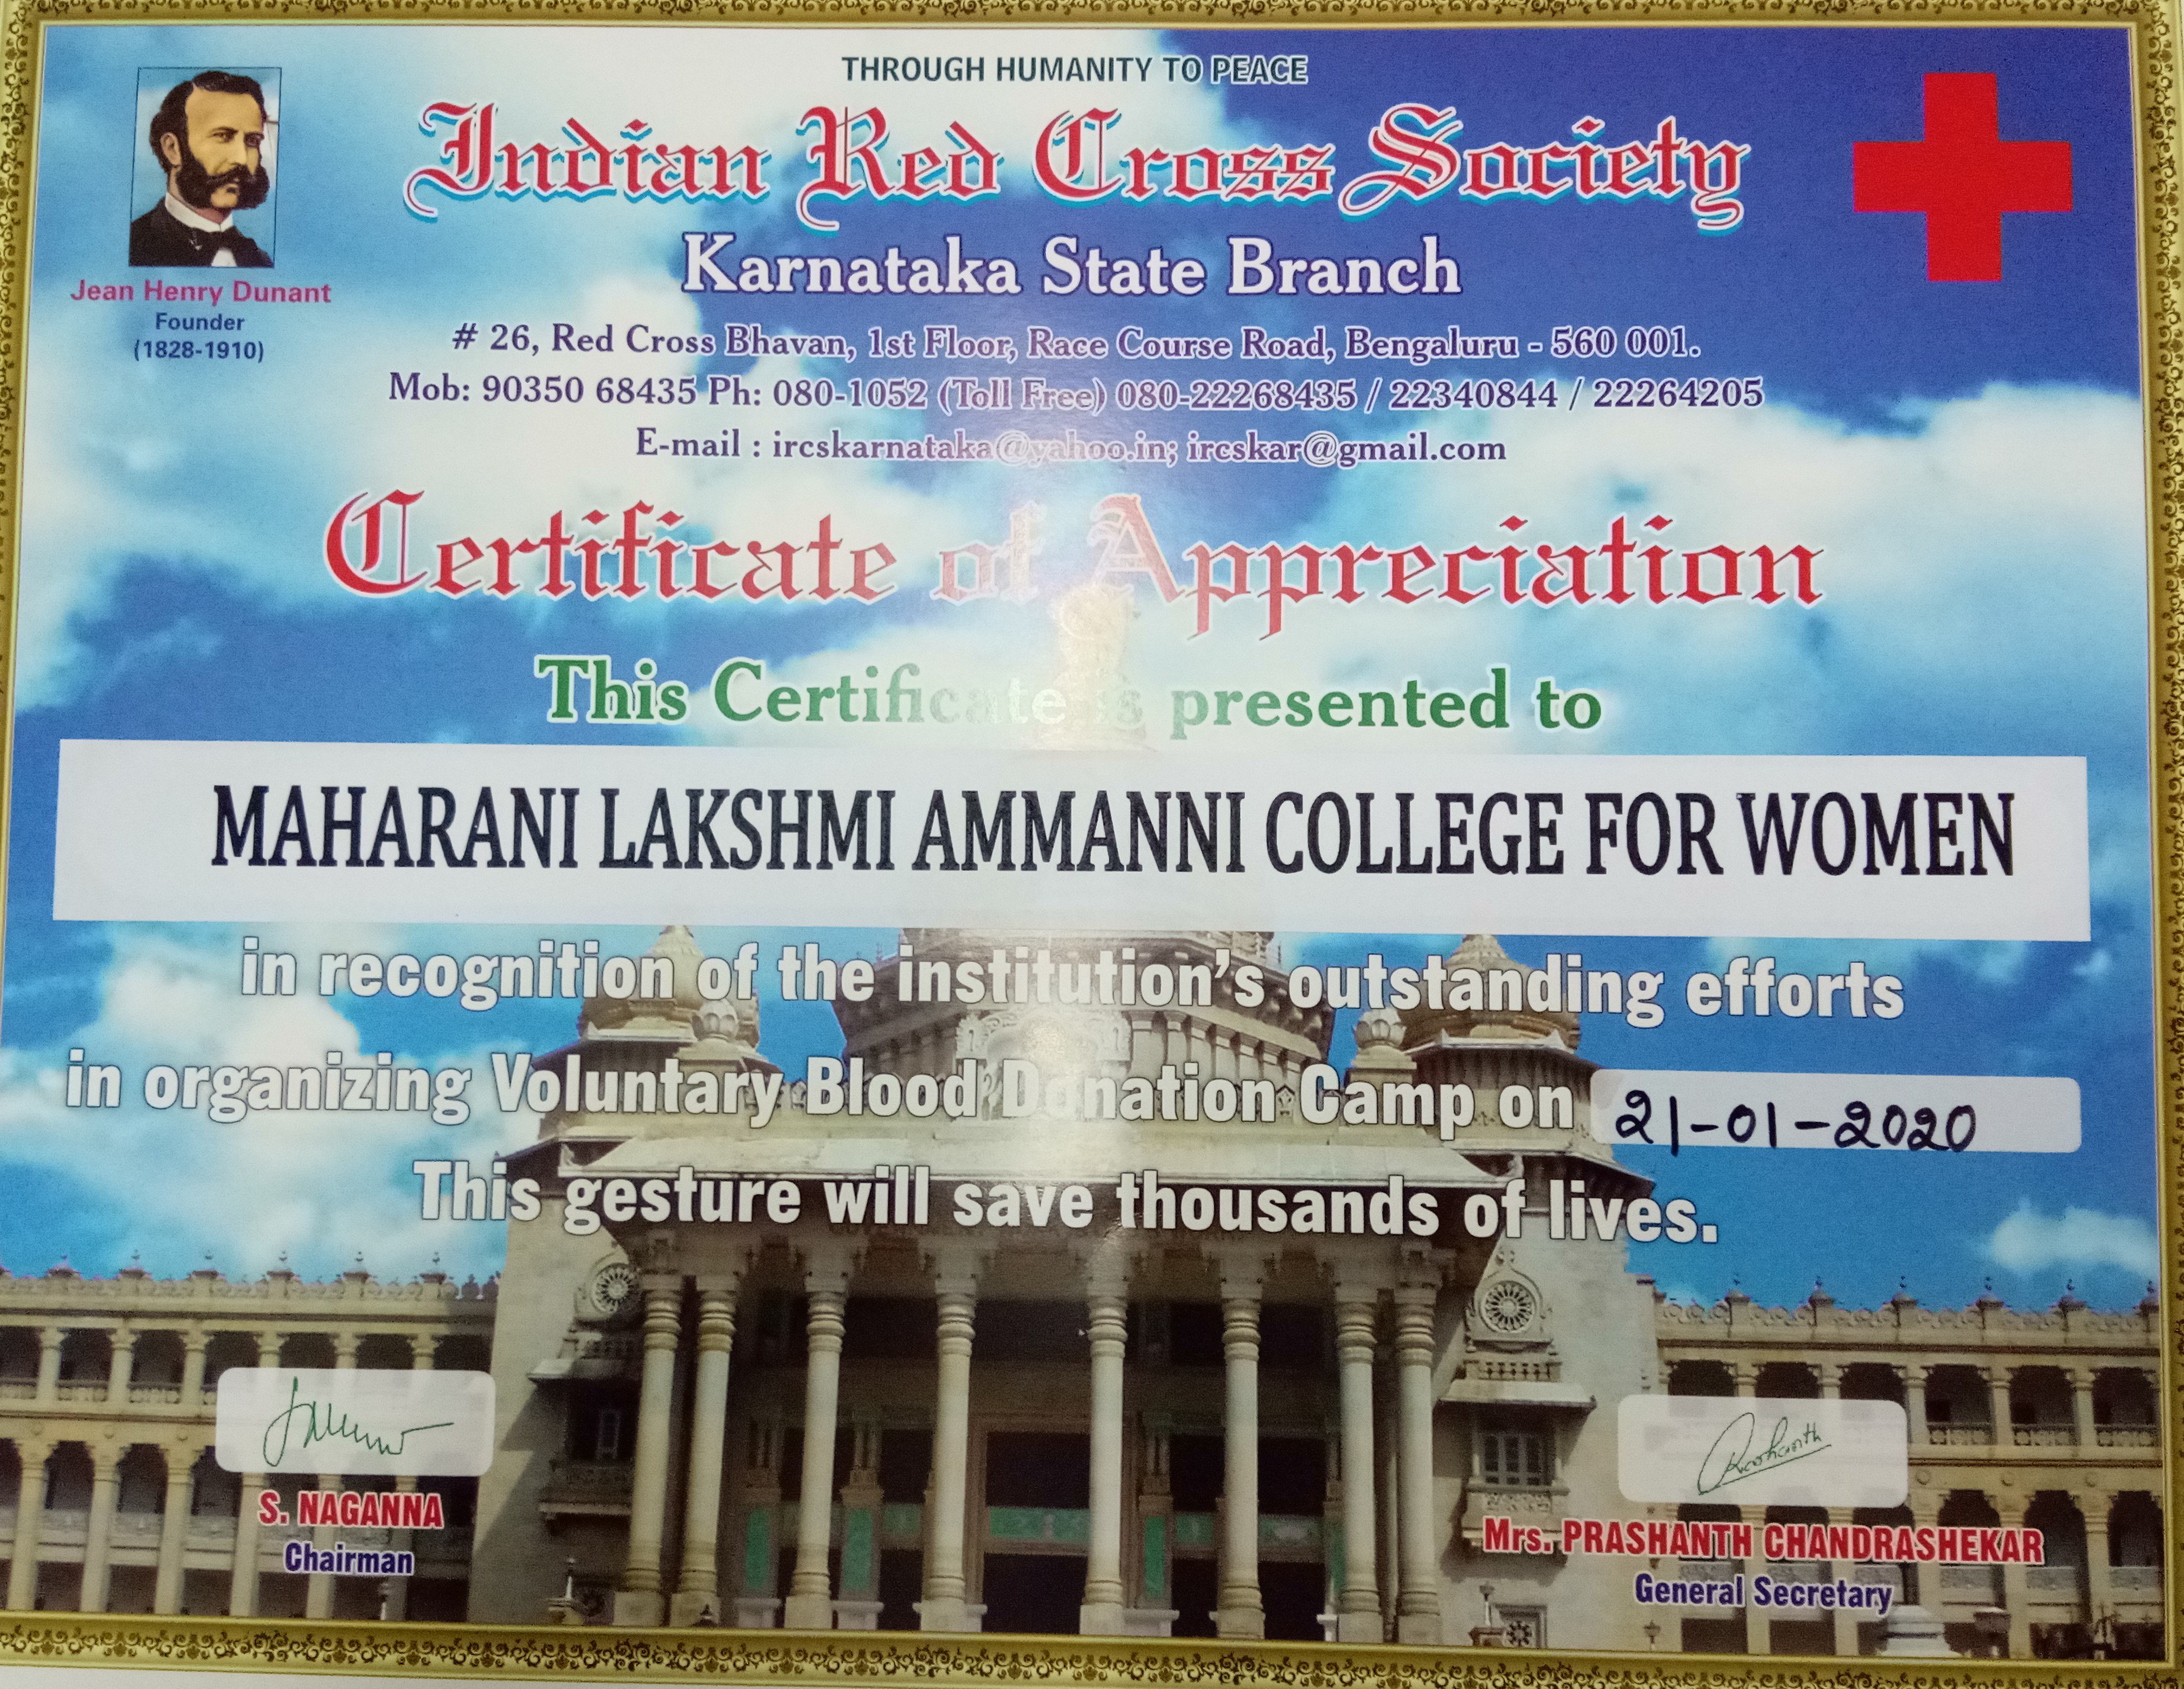 THROUGH HUMANITY TO PEACE
Indian Red Cross Society
Karnataka State Branch
Jean Henry Dunant
Founder
(1828-1910)
# 26, Red Cross Bhavan, 1st Floor, Race Course Road, Bengaluru - 560 001.
Mob: 90350 68435 Ph: 080-1052 (Toll Free) 080-22268435 / 22340844 / 22264205
E-mail : ircskarnataka@yahoo.in; ircskar@gmail.com
Certificate of Appreciation
This Certificate is presented to
MAHARANI LAKSHMI AMMANNI COLLEGE FOR WOMEN
in recognition of the institution's outstanding efforts
in organizing Voluntary Blood Donation Camp on 21-01-2020
This gesture will save thousands of lives.
S. NAGANNA
Chairman
Prashanth
Mrs. PRASHANTH CHANDRASHEKAR
General Secretary